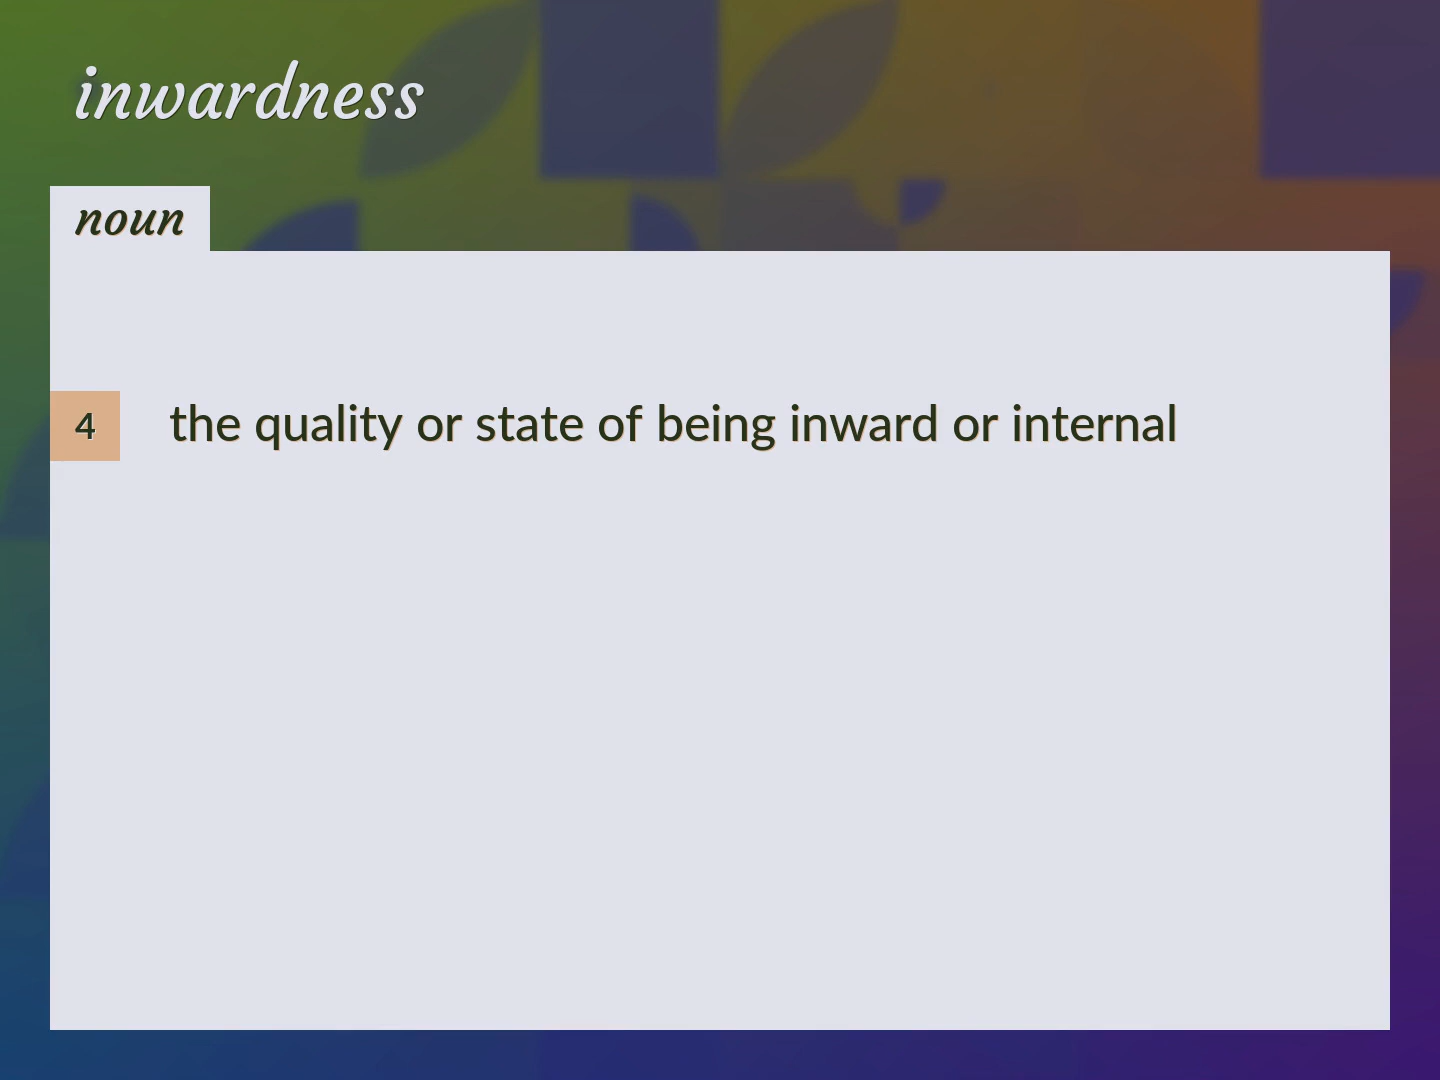 inwardness
noun
4 the quality or state of being inward or internal